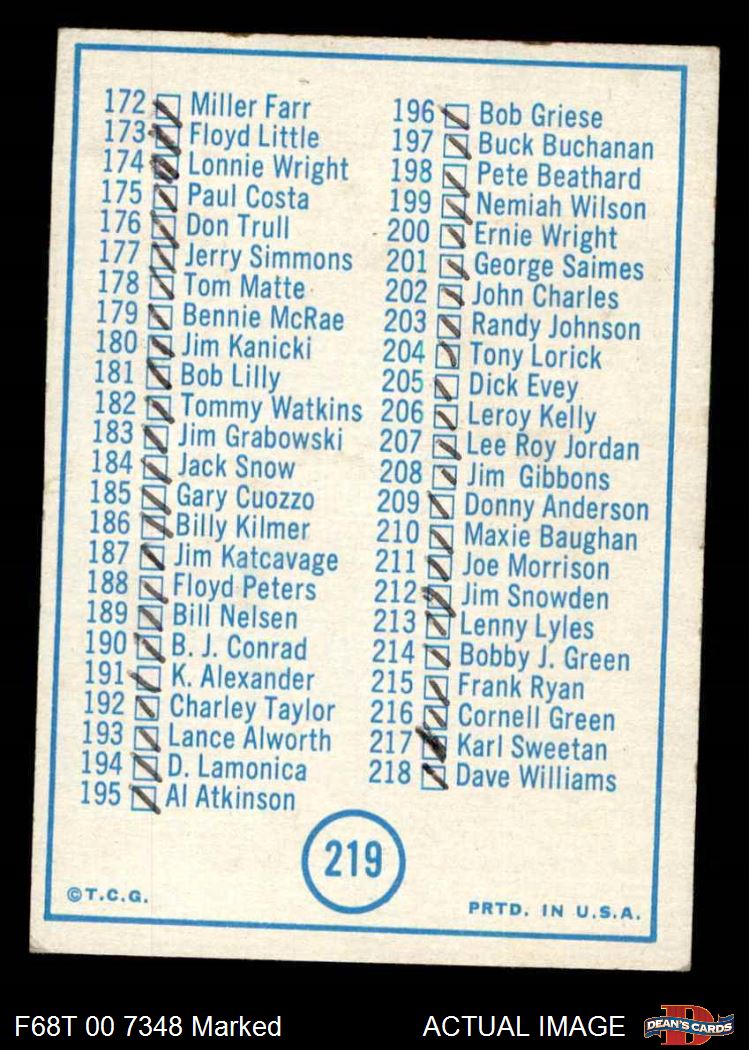 172 Miller Farr
173 Floyd Little
174 Lonnie Wright
175 Paul Costa
176 Don Trull
177 Jerry Simmons
178 Tom Matte
179 Bennie McRae
180 Jim Kanicki
181 Bob Lilly
182 Tommy Watkins
183 Jim Grabowski
184 Jack Snow
185 Gary Cuozzo
186 Billy Kilmer
187 Jim Katcavage
188 Floyd Peters
189 Bill Nelsen
190 B. J. Conrad
191 K. Alexander
192 Charley Taylor
193 Lance Alworth
194 D. Lamonica
195 Al Atkinson
196 Bob Griese
197 Buck Buchanan
198 Pete Beathard
199 Nemiah Wilson
200 Ernie Wright
201 George Saimes
202 John Charles
203 Randy Johnson
204 Tony Lorick
205 Dick Evey
206 Leroy Kelly
207 Lee Roy Jordan
208 Jim Gibbons
209 Donny Anderson
210 Maxie Baughan
211 Joe Morrison
212 Jim Snowden
213 Lenny Lyles
214 Bobby J. Green
215 Frank Ryan
216 Cornell Green
217 Karl Sweetan
218 Dave Williams
219
©T.C.G.
PRTD. IN U.S.A.
F68T 00 7348 Marked
ACTUAL IMAGE
D
DEAN'S CARDS